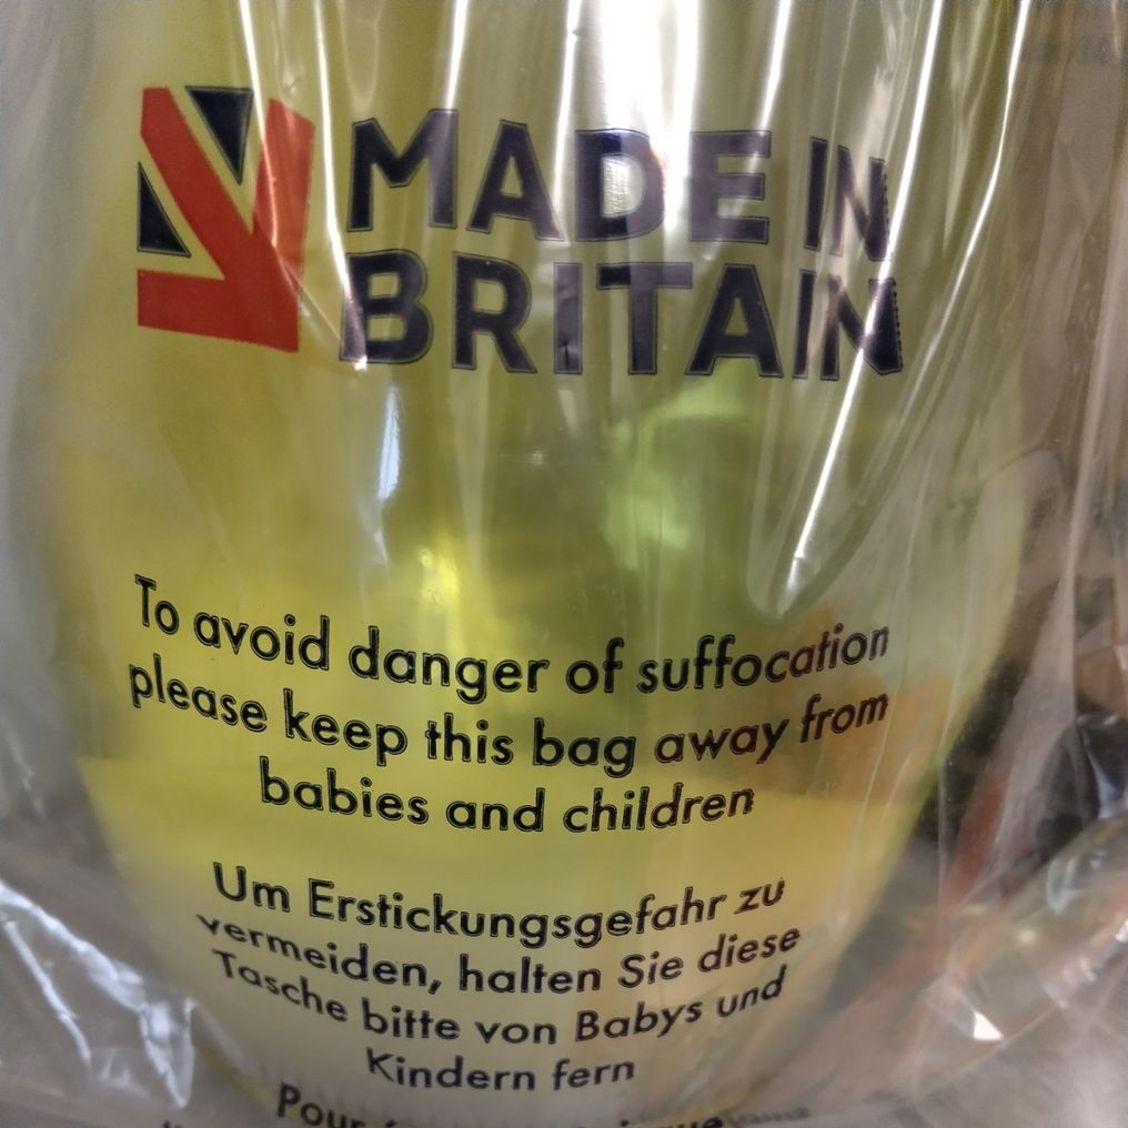 MADE IN
BRITAIN
To avoid danger of suffocation
please keep this bag away from
babies and children
Um Erstickungsgefahr zu
vermeiden, halten Sie diese
Tasche bitte von Babys und
Kindern fern
Pour